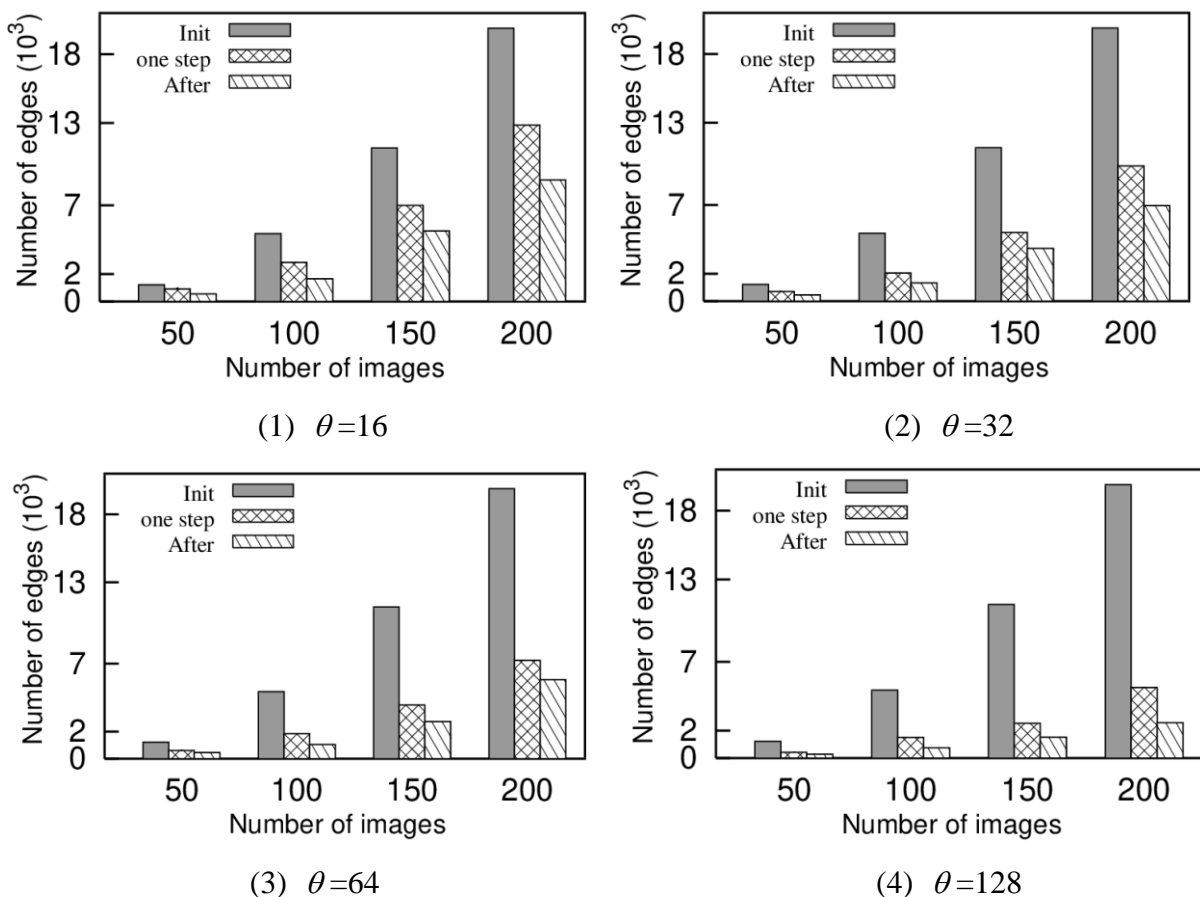 Number of edges (10³)
18
13
7
2
0
Init
one step
After
50 100 150 200
Number of images
(1) θ=16
Number of edges (10³)
18
13
7
2
0
Init
one step
After
50 100 150 200
Number of images
(2) θ=32
Number of edges (10³)
18
13
7
2
0
Init
one step
After
50 100 150 200
Number of images
(3) θ=64
Number of edges (10³)
18
13
7
2
0
Init
one step
After
50 100 150 200
Number of images
(4) θ=128